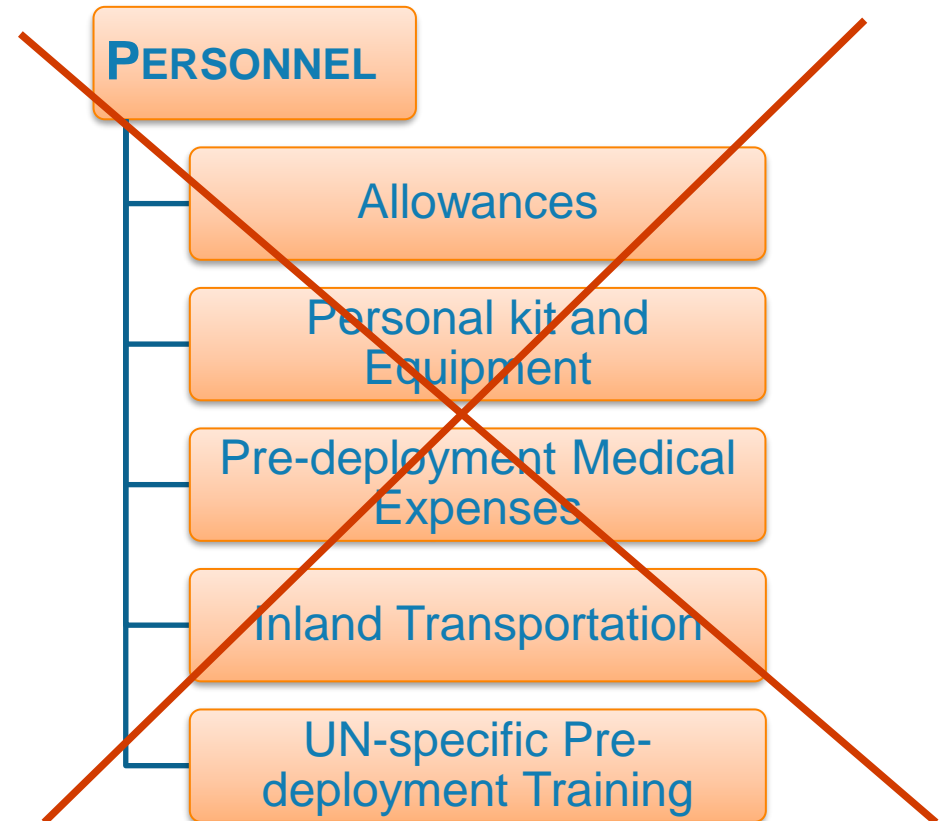 PERSONNEL
Allowances
Personal kit and
Equipment
Pre-deployment Medical
Expenses
Inland Transportation
UN-specific Pre-
deployment Training